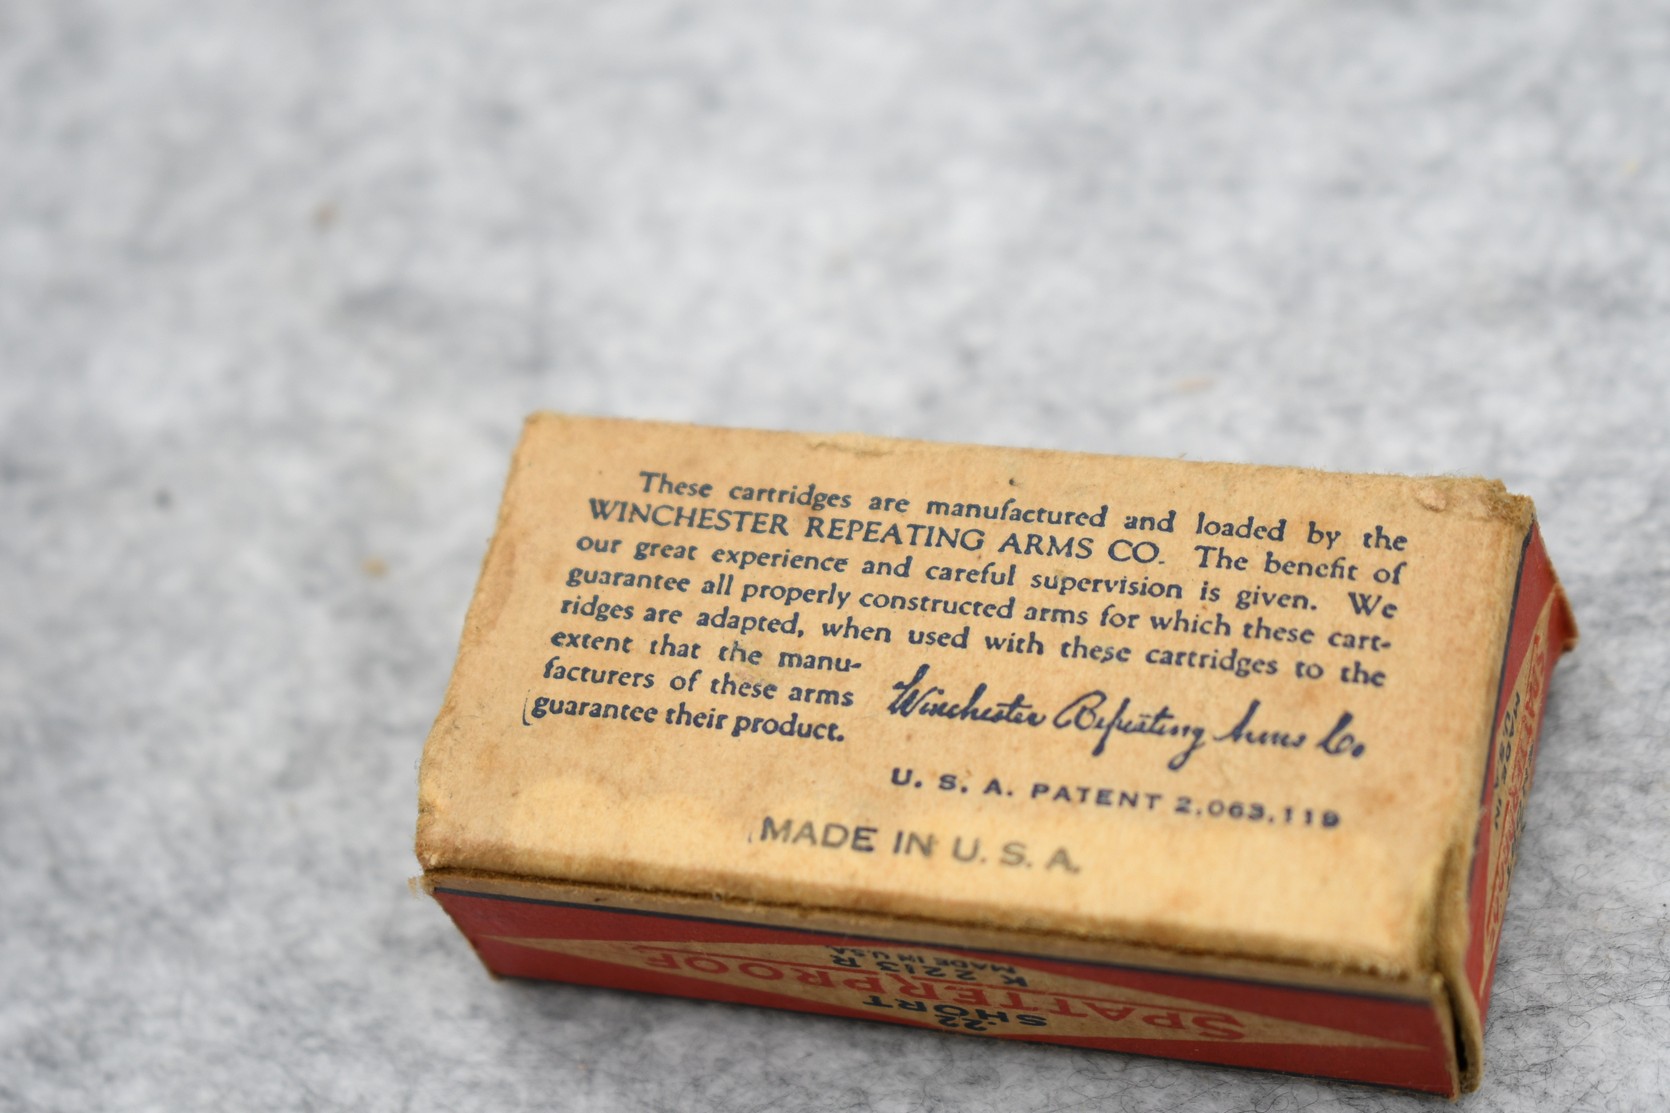 These cartridges are manufactured and loaded by the
WINCHESTER REPEATING ARMS CO. The benefit of
our great experience and careful supervision is given. We
guarantee all properly constructed arms for which these cart-
ridges are adapted, when used with these cartridges to the
extent that the manu-
facturers of these arms
guarantee their product.
Winchester Repeating Arms Co.
U. S. A. PATENT 2,063,119
MADE IN U. S. A.
.22
SHORT
SPATTERPROOF
K 2213 R
MADE IN USA